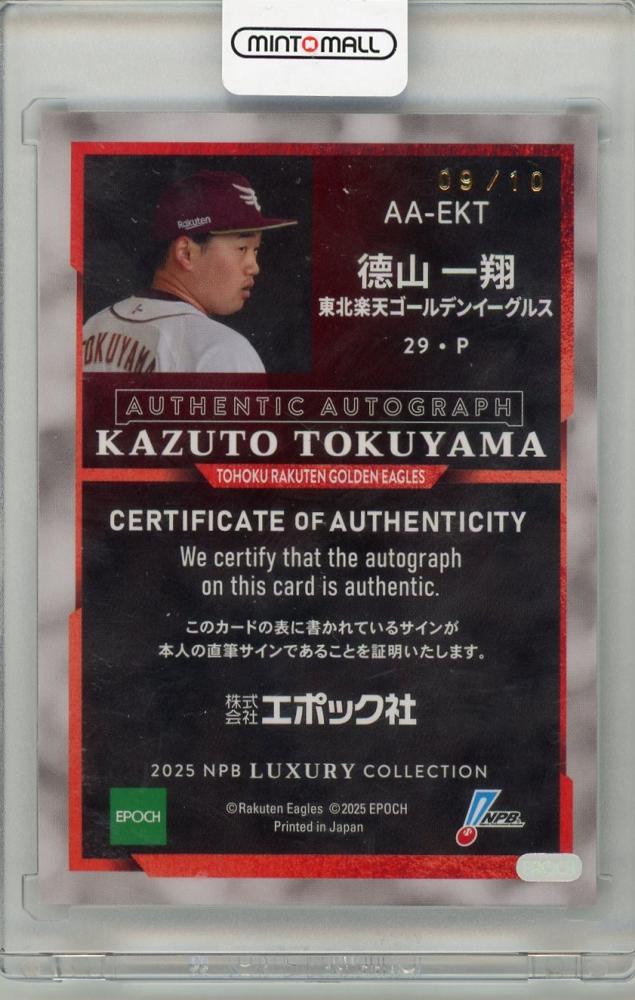 MINTMALL
09/10
AA-EKT
Rakuten
徳山 一翔
東北楽天ゴールデンイーグルス
29・P
TOKUYAMA
AUTHENTIC AUTOGRAPH
KAZUTO TOKUYAMA
TOHOKU RAKUTEN GOLDEN EAGLES
CERTIFICATE OF AUTHENTICITY
We certify that the autograph
on this card is authentic.
このカードの表に書かれているサインが
本人の直筆サインであることを証明いたします。
株式会社エポック社
2025 NPB LUXURY COLLECTION
EPOCH
©Rakuten Eagles ©2025 EPOCH
Printed in Japan
NPB
EPOCH